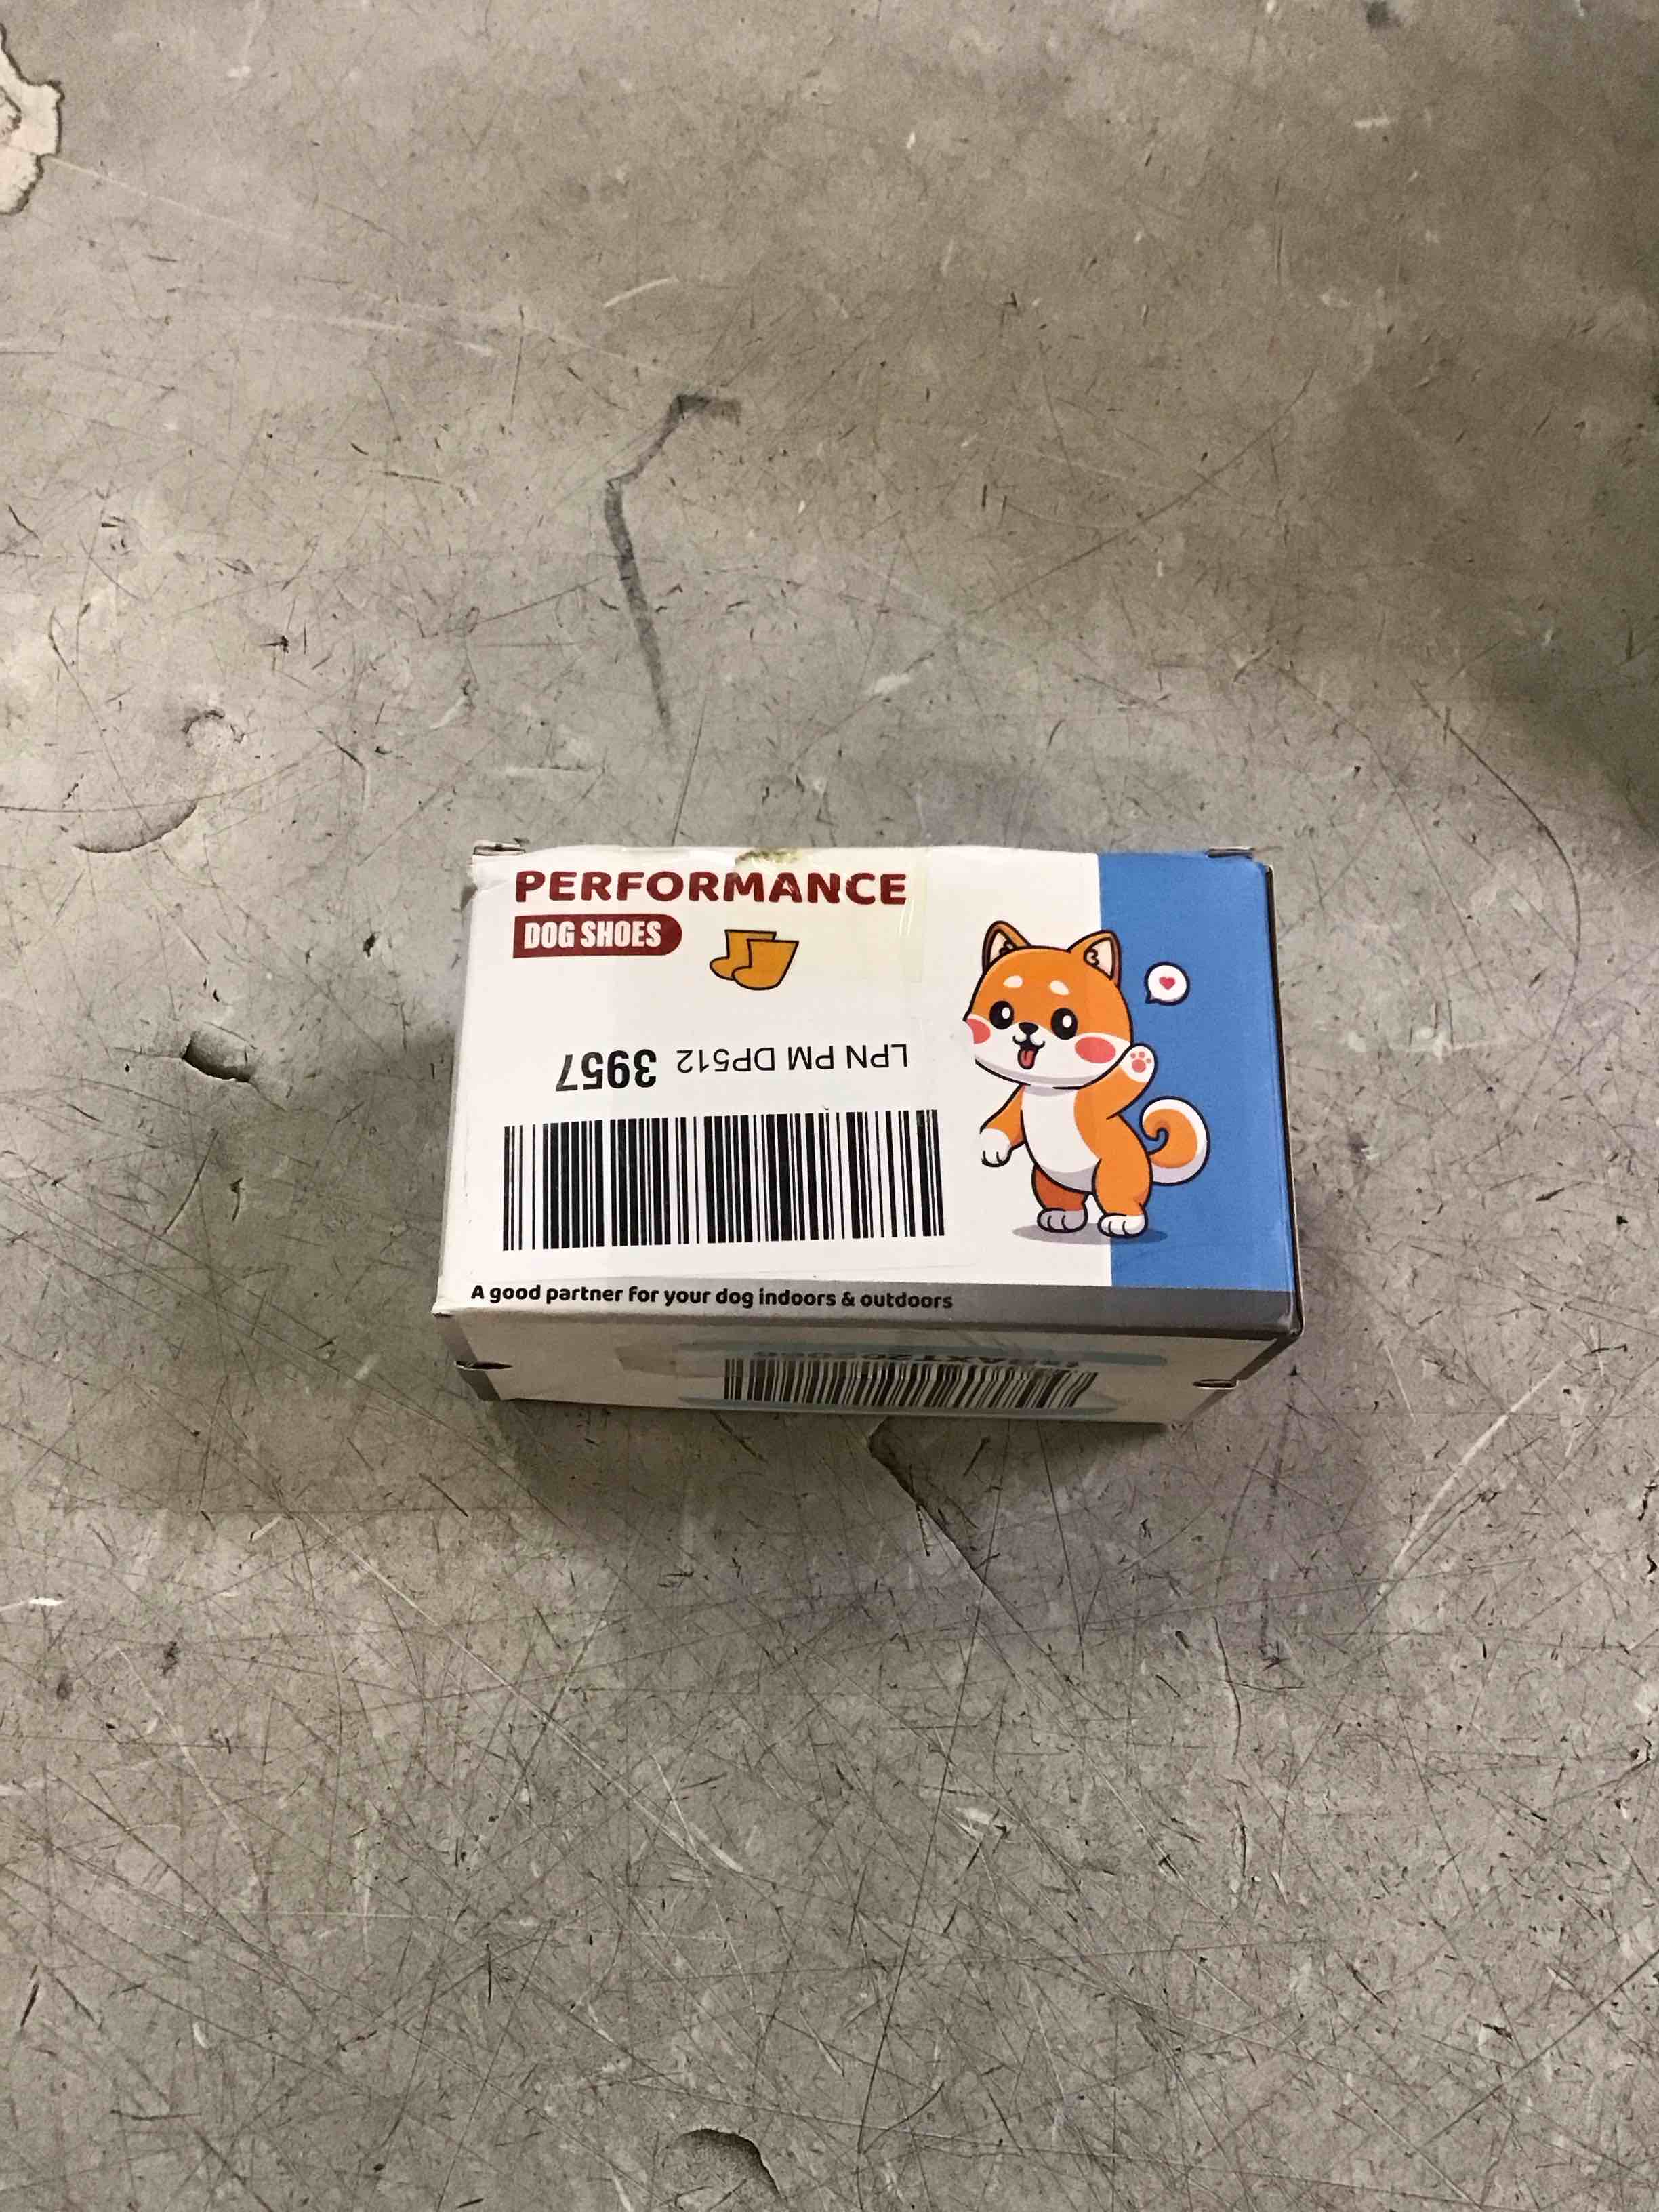 PERFORMANCE
DOG SHOES
LPN PM DP512 3957
A good partner for your dog indoors & outdoors